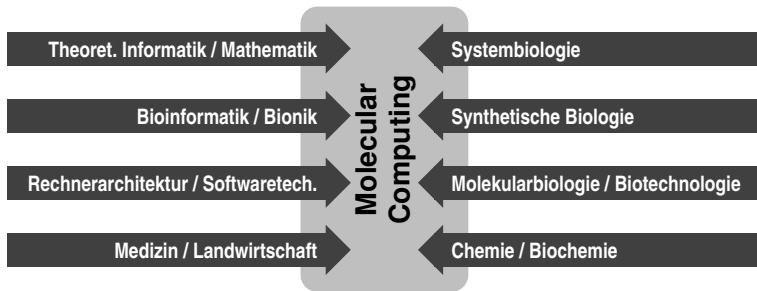 Theoret. Informatik / Mathematik
Bioinformatik / Bionik
Rechnerarchitektur / Softwaretech.
Medizin / Landwirtschaft
Molecular
Computing
Systembiologie
Synthetische Biologie
Molekularbiologie / Biotechnologie
Chemie / Biochemie